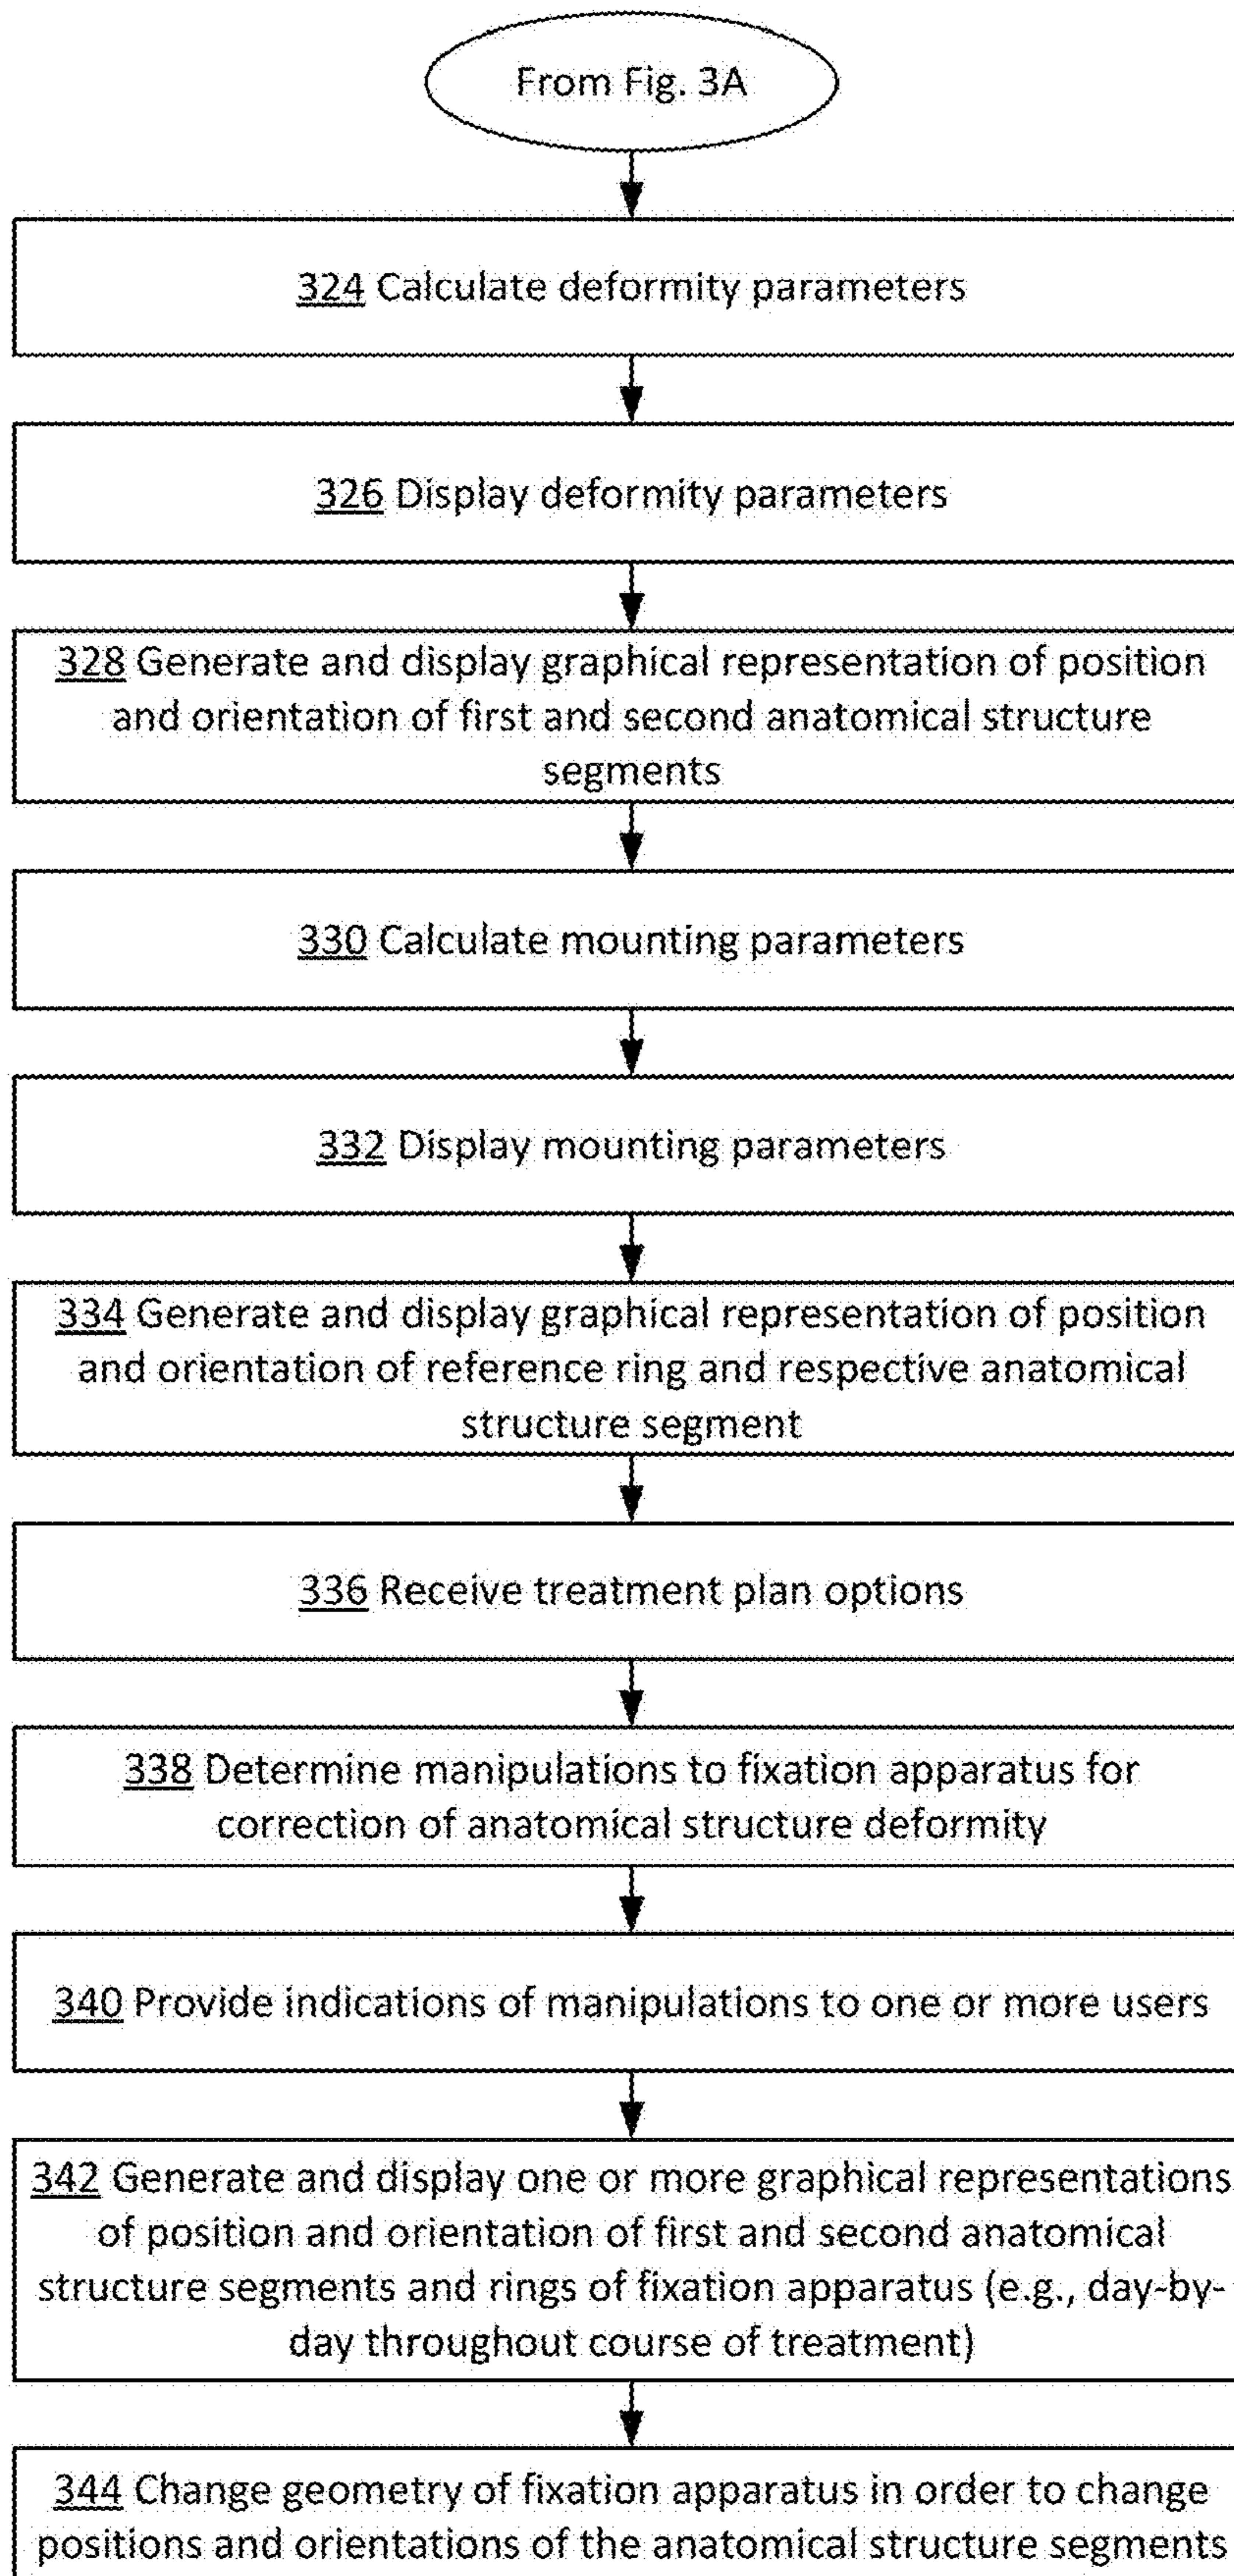 From Fig. 3A
324 Calculate deformity parameters
326 Display deformity parameters
328 Generate and display graphical representation of position
and orientation of first and second anatomical structure
segments
330 Calculate mounting parameters
332 Display mounting parameters
334 Generate and display graphical representation of position
and orientation of reference ring and respective anatomical
structure segment
336 Receive treatment plan options
338 Determine manipulations to fixation apparatus for
correction of anatomical structure deformity
340 Provide indications of manipulations to one or more users
342 Generate and display one or more graphical representations
of position and orientation of first and second anatomical
structure segments and rings of fixation apparatus (e.g., day-by-
day throughout course of treatment)
344 Change geometry of fixation apparatus in order to change
positions and orientations of the anatomical structure segments